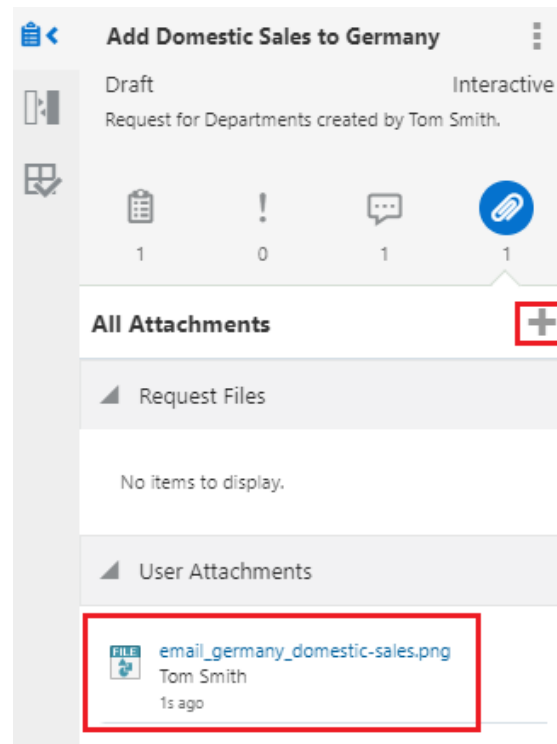 Add Domestic Sales to Germany
Draft Interactive
Request for Departments created by Tom Smith.
1 0 1 1
All Attachments
Request Files
No items to display.
User Attachments
FILE
email_germany_domestic-sales.png
Tom Smith
1s ago